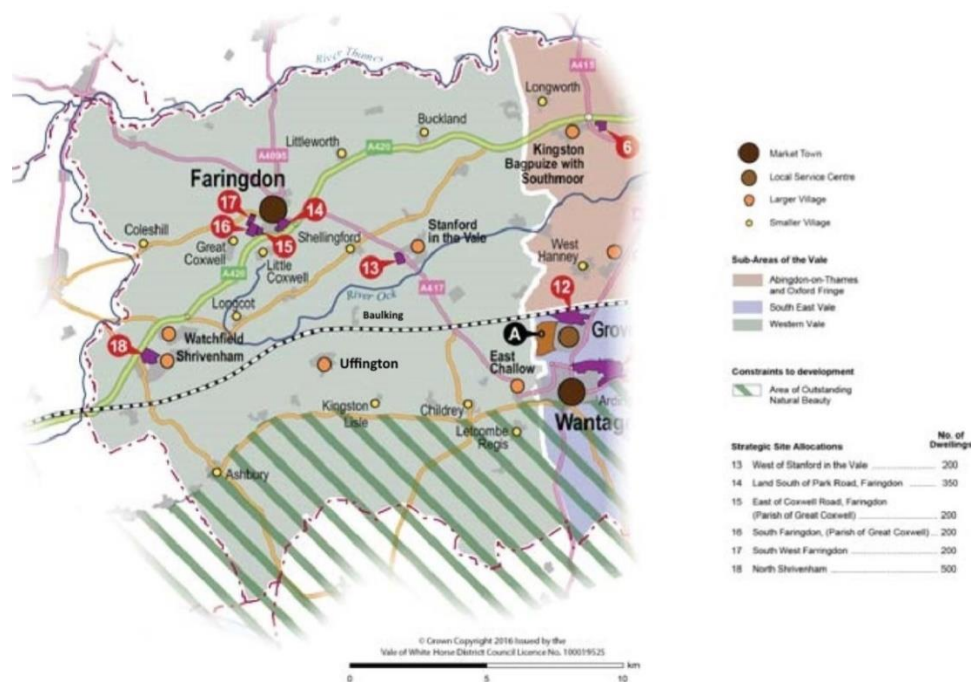 River Thames
A415
Longworth
Buckland
Littleworth
A420
A4095
Kingston
Bagpuize with
Southmoor
6
Faringdon
17
14
16
15
Coleshill
Great
Coxwell
Little
Coxwell
Shellingford
Stanford
in the Vale
13
West
Hanney
A420
A417
River Ock
Longcot
Baulking
12
A
Grov
Watchfield
Shrivenham
18
Uffington
East
Challow
Kingston
Lisle
Childrey
Letcombe
Regis
Wantag
Ashbury
Market Town
Local Service Centre
Larger Village
Smaller Village
Sub-Areas of the Vale
Abingdon-on-Thames
and Oxford Fringe
South East Vale
Western Vale
Constraints to development
Area of Outstanding
Natural Beauty
Strategic Site Allocations No. of Dwellings
13 West of Stanford in the Vale 200
14 Land South of Park Road, Faringdon 350
15 East of Coxwell Road, Faringdon
(Parish of Great Coxwell) 200
16 South Faringdon, (Parish of Great Coxwell) 200
17 South West Farringdon 200
18 North Shrivenham 500
© Crown Copyright 2016 Issued by the
Vale of White Horse District Council Licence No. 100019525
km
0 5 10